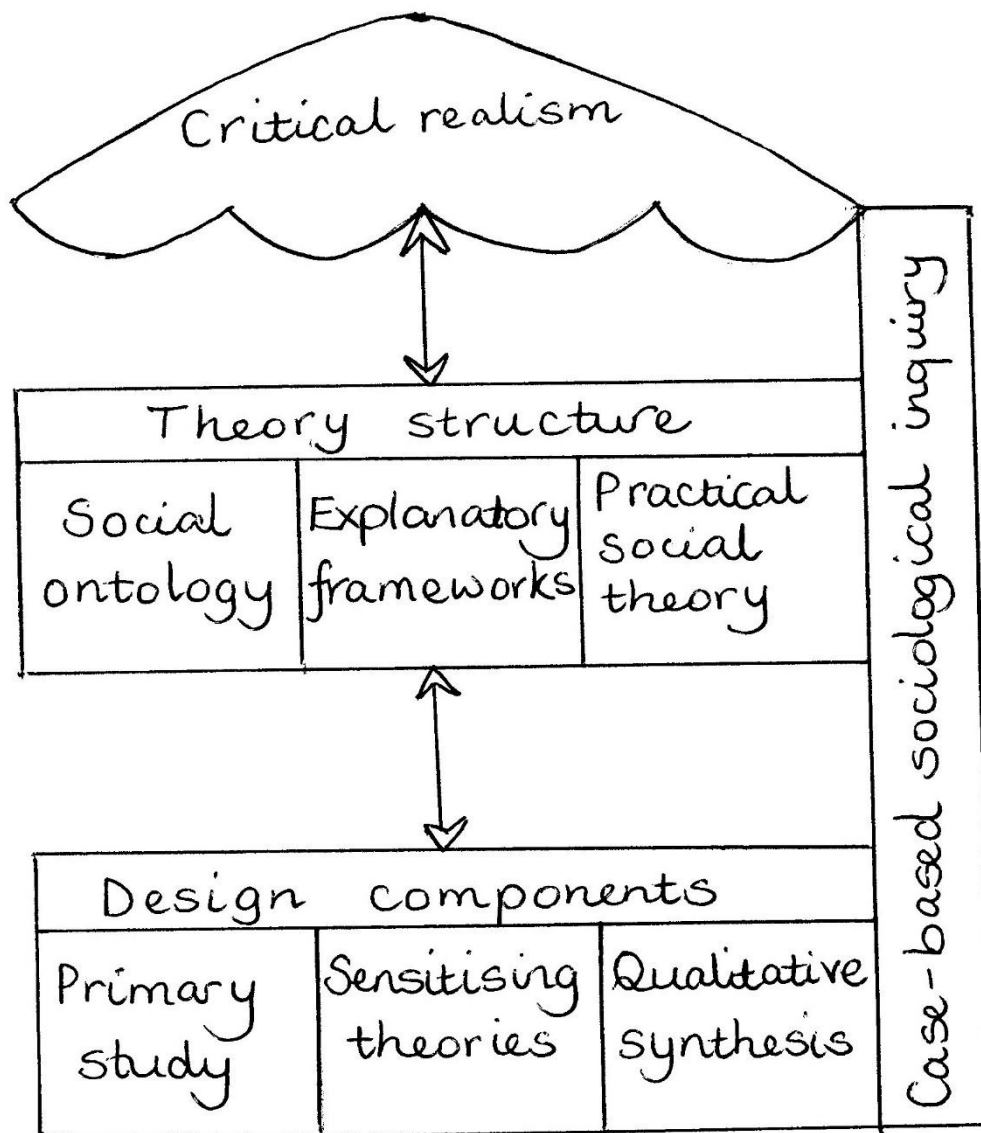 Critical realism
Theory structure
Social
ontology
Explanatory
frameworks
Practical
social
theory
Design components
Primary
study
Sensitising
theories
Qualitative
synthesis
Case-based sociological inquiry